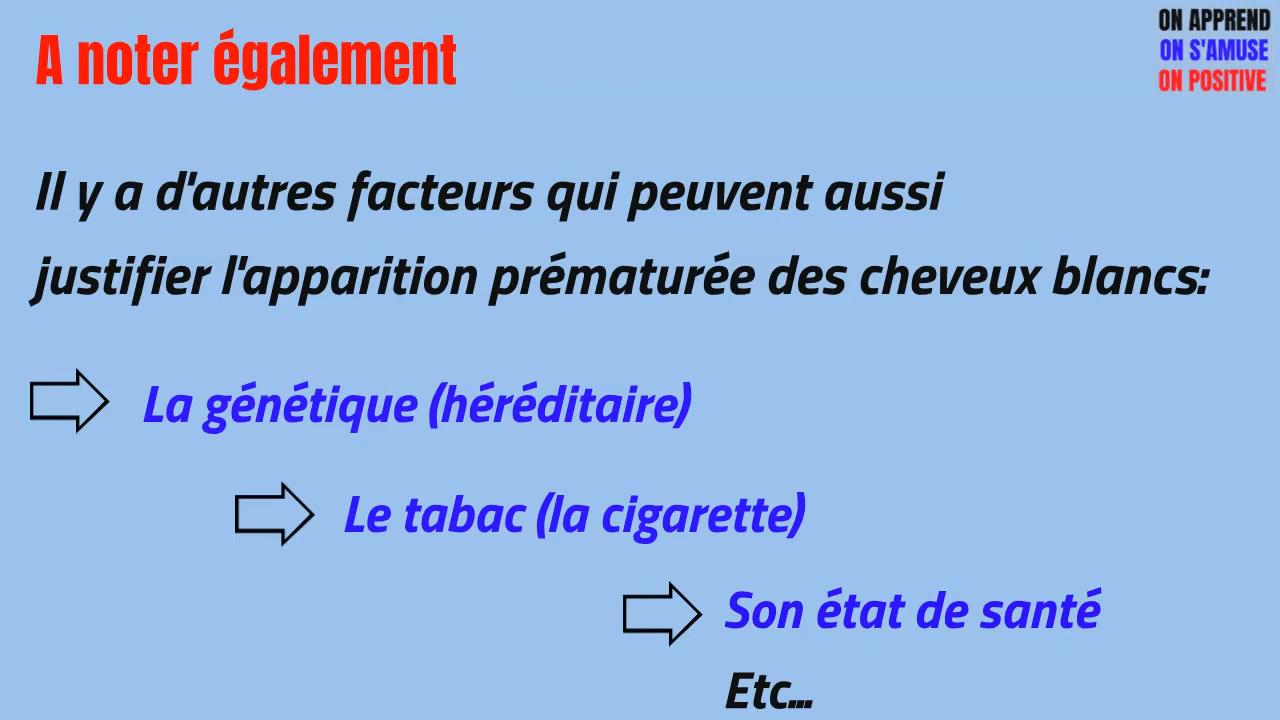 A noter également
ON APPREND
ON S'AMUSE
ON POSITIVE
Il y a d'autres facteurs qui peuvent aussi
justifier l'apparition prématurée des cheveux blancs:
La génétique (héréditaire)
Le tabac (la cigarette)
Son état de santé
Etc...